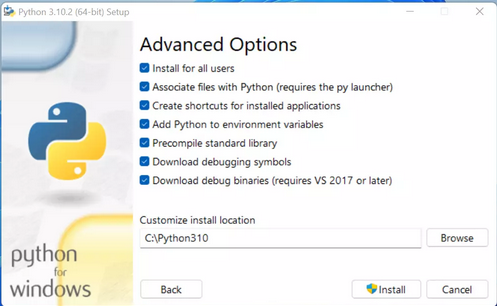 Python 3.10.2 (64-bit) Setup
Advanced Options
Install for all users
Associate files with Python (requires the py launcher)
Create shortcuts for installed applications
Add Python to environment variables
Precompile standard library
Download debugging symbols
Download debug binaries (requires VS 2017 or later)
Customize install location
C:\Python310
Browse
python
for
windows
Back
Install
Cancel